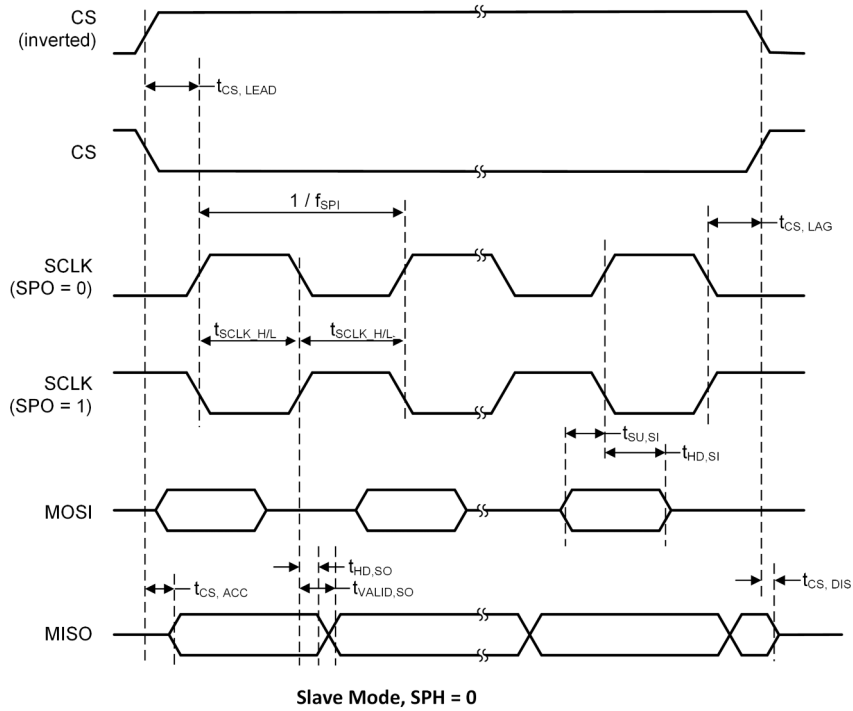 CS
(inverted)
tCS, LEAD
CS
1 / fSPI
tCS, LAG
SCLK
(SPO = 0)
tSCLK_H/L
tSCLK_H/L
SCLK
(SPO = 1)
tSU,SI
tHD,SI
MOSI
tHD,SO
tVALID,SO
tCS, ACC
tCS, DIS
MISO
Slave Mode, SPH = 0